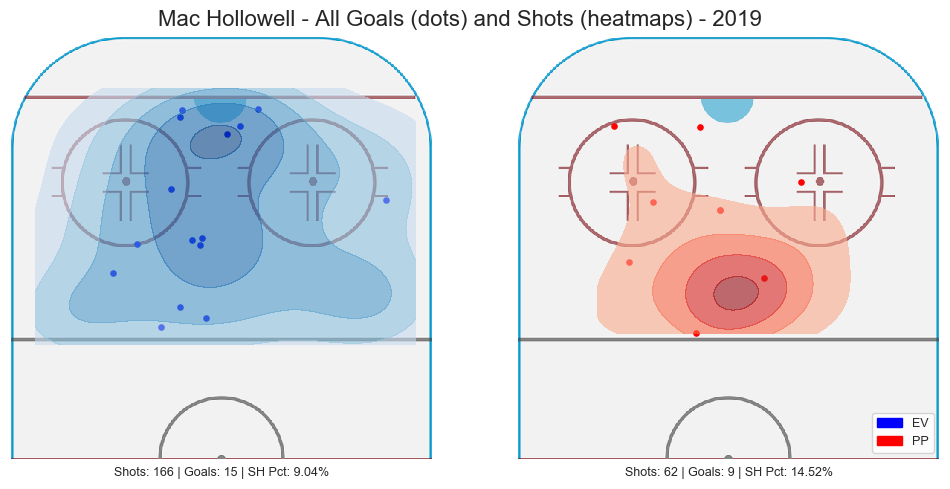 Mac Hollowell - All Goals (dots) and Shots (heatmaps) - 2019
EV
PP
Shots: 166 | Goals: 15 | SH Pct: 9.04%
Shots: 62 | Goals: 9 | SH Pct: 14.52%